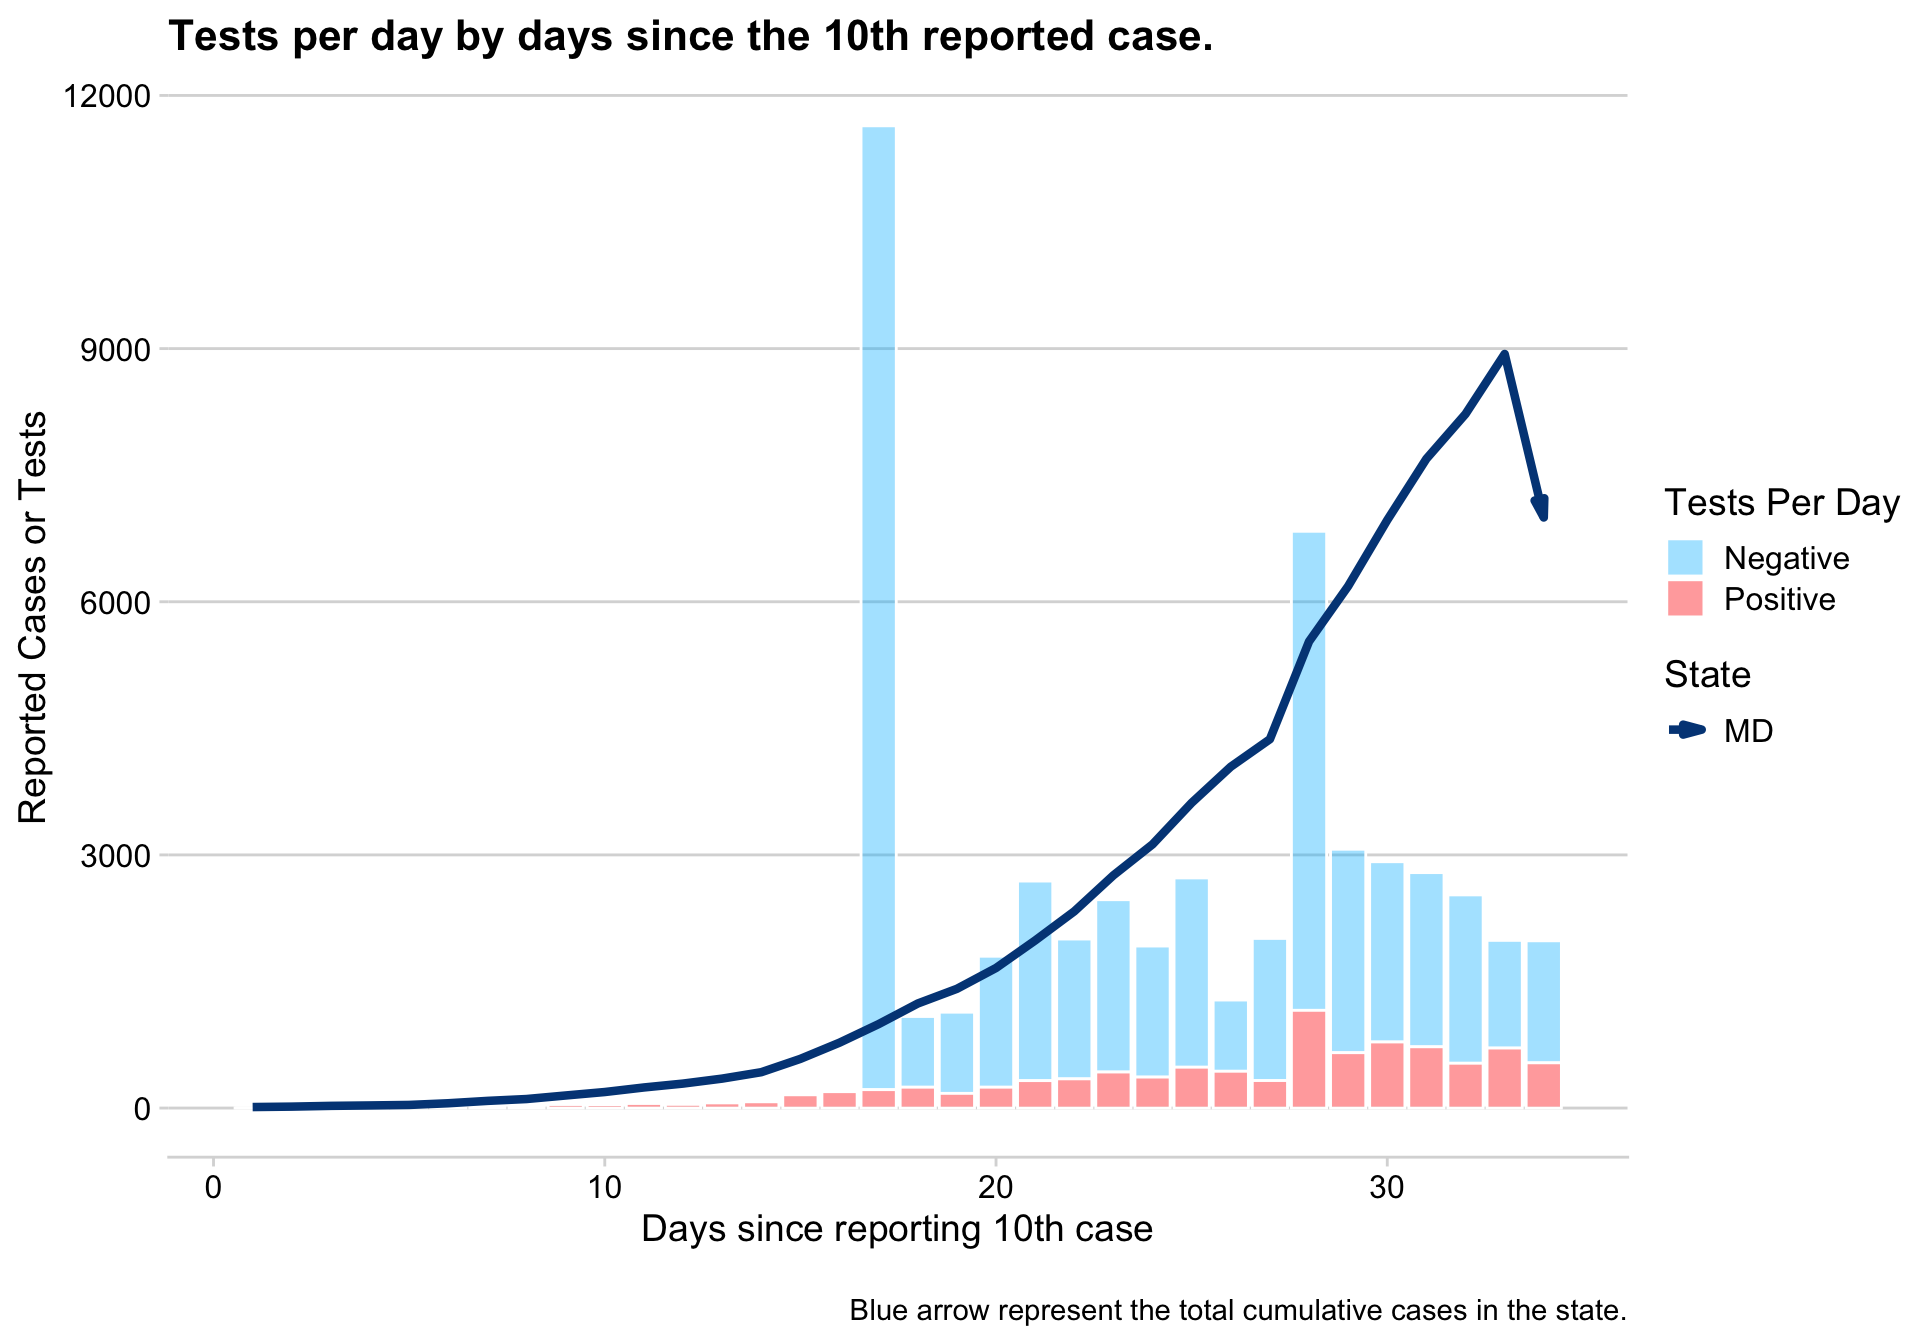 Tests per day by days since the 10th reported case.
12000
9000
6000
3000
0
Reported Cases or Tests
0 10 20 30
Days since reporting 10th case
Tests Per Day
Negative
Positive
State
MD
Blue arrow represent the total cumulative cases in the state.